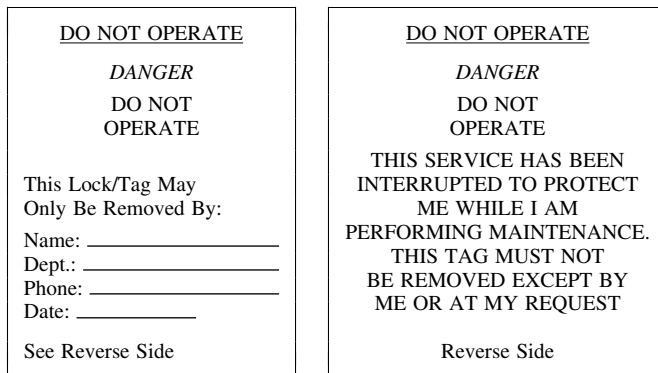 DO NOT OPERATE
DANGER
DO NOT
OPERATE
This Lock/Tag May
Only Be Removed By:
Name:
Dept.:
Phone:
Date:
See Reverse Side
DO NOT OPERATE
DANGER
DO NOT
OPERATE
THIS SERVICE HAS BEEN
INTERRUPTED TO PROTECT
ME WHILE I AM
PERFORMING MAINTENANCE.
THIS TAG MUST NOT
BE REMOVED EXCEPT BY
ME OR AT MY REQUEST
Reverse Side